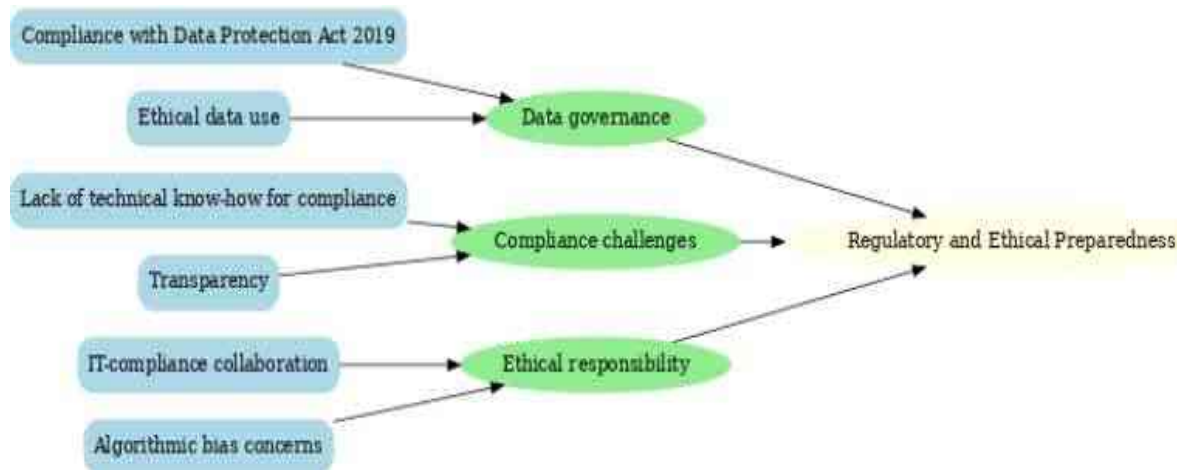 Compliance with Data Protection Act 2019
Ethical data use
Data governance
Lack of technical know-how for compliance
Compliance challenges
Regulatory and Ethical Preparedness
Transparency
IT-compliance collaboration
Ethical responsibility
Algorithmic bias concerns